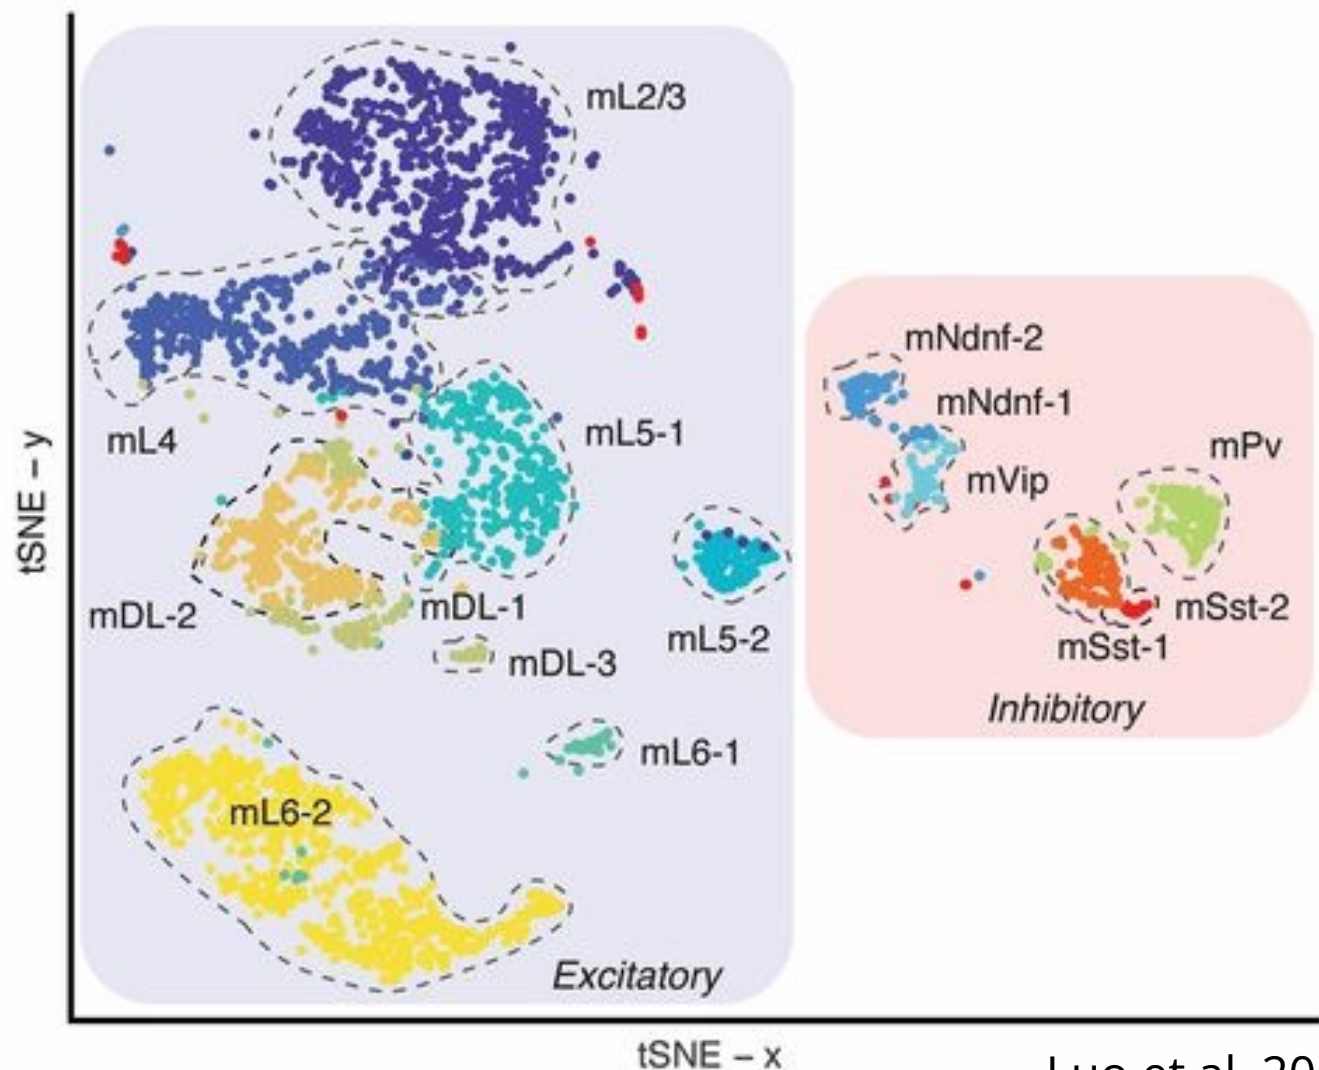 mL2/3
mNdnf-2
mNdnf-1
mL4
mL5-1
mPv
mVip
tSNE – y
mDL-2
mDL-1
mSst-2
mL5-2
mSst-1
mDL-3
Inhibitory
mL6-1
mL6-2
Excitatory
tSNE – x